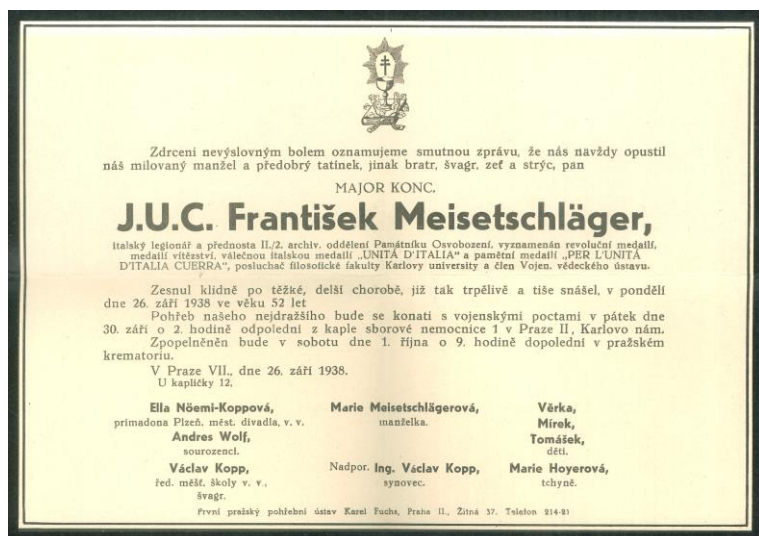 Zdrceni nevýslovným bolem oznamujeme smutnou zprávu, že nás navždy opustil
náš milovaný manžel a předobrý tatínek, jinak bratr, švagr, zeť a strýc, pan
MAJOR KONC.
J.U.C. František Meisetschläger,
italský legionář a přednosta II./2. archiv. oddělení Památníku Osvobození, vyznamenán revoluční medailí,
medailí vítězství, válečnou italskou medailí „UNITÁ D'ITALIA“ a pamětní medailí „PER L'UNITÁ
D'ITALIA CUERRA“, posluchač filosofické fakulty Karlovy university a člen Vojen. vědeckého ústavu.
Zesnul klidně po těžké, delší chorobě, již tak trpělivě a tiše snášel, v pondělí
dne 26. září 1938 ve věku 52 let
Pohřeb našeho nejdražšího bude se konati s vojenskými poctami v pátek dne
30. září o 2. hodině odpolední z kaple sborové nemocnice 1 v Praze II, Karlovo nám.
Zpopelněněn bude v sobotu dne 1. října o 9. hodině dopolední v pražském
krematoriu.
V Praze VII., dne 26. září 1938.
U kapličky 12,
Ella Nöemi-Koppová,
primadona Plzeň. měst. divadla, v. v.
Andres Wolf,
sourozenci.
Václav Kopp,
řed. měšť. školy v. v.,
švagr.
Marie Meisetschlägerová,
manželka.
Nadpor. Ing. Václav Kopp,
synovec.
Věrka,
Mirek,
Tomášek,
děti.
Marie Hoyerová,
tchyně.
První pražský pohřební ústav Karel Fuchs, Praha II., Žitná 37. Telefon 214-21